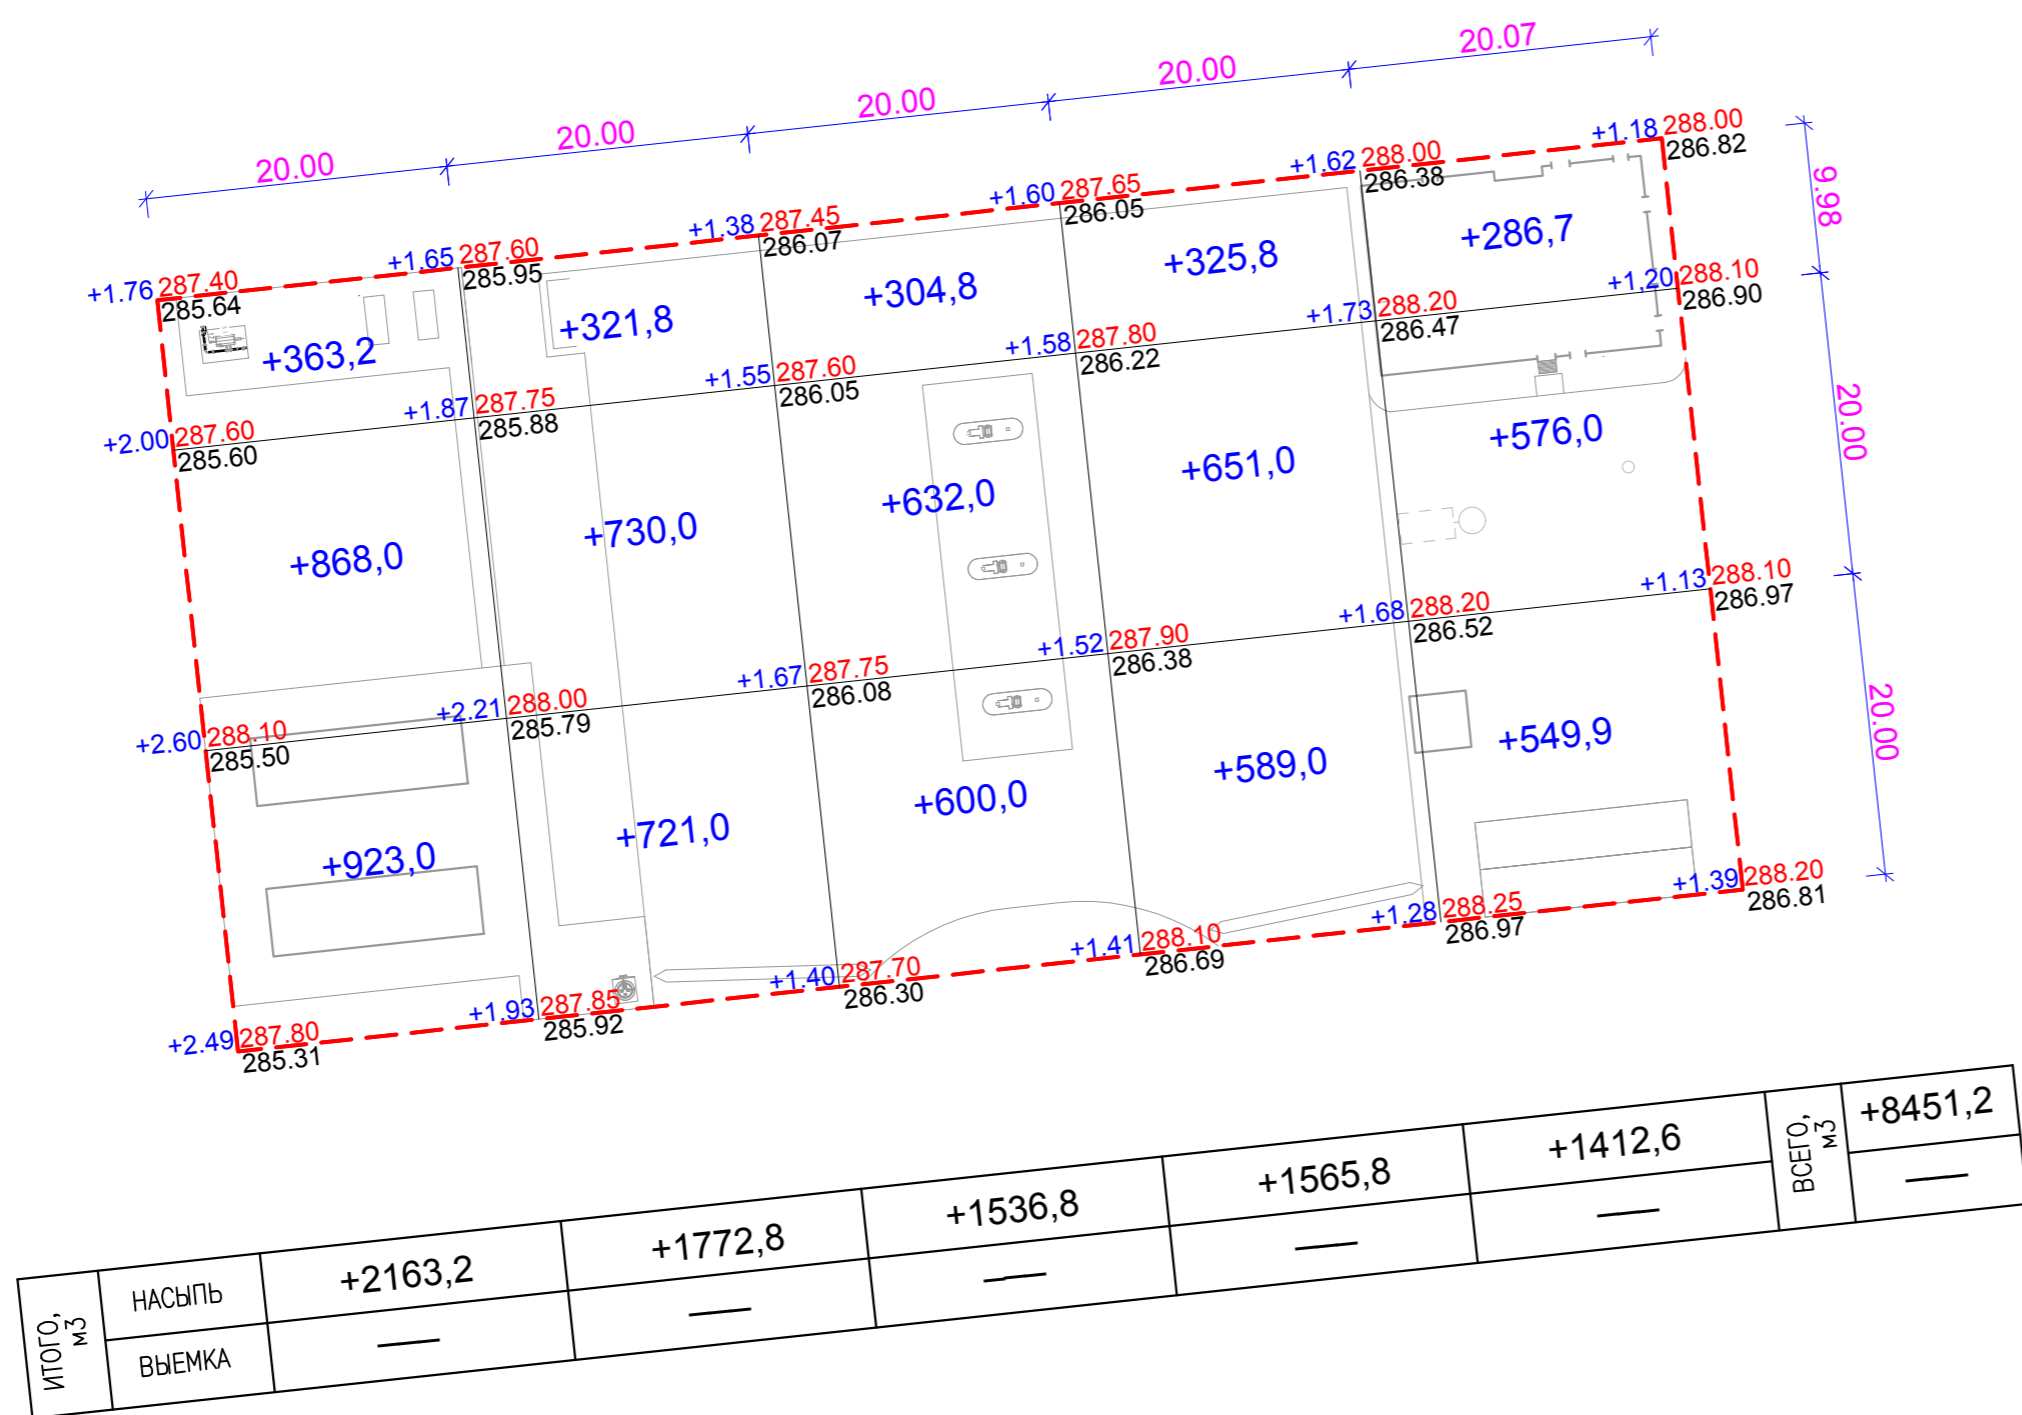 20.00 20.00 20.00 20.00 20.07
9.98
20.00
20.00
+1.76 287.40 +1.65 287.60 +1.38 287.45 +1.60 287.65 +1.62 288.00 +1.18 288.00
285.64 285.95 286.07 286.05 286.38 286.82
+363,2 +321,8 +304,8 +325,8 +286,7
+2.00 287.60 +1.87 287.75 +1.55 287.60 +1.58 287.80 +1.73 288.20 +1,20 288.10
285.60 285.88 286.05 286.22 286.47 286.90
+868,0 +730,0 +632,0 +651,0 +576,0
+2.60 288.10 +2.21 288.00 +1.67 287.75 +1.52 287.90 +1.68 288.20 +1.13 288.10
285.50 285.79 286.08 286.38 286.52 286.97
+923,0 +721,0 +600,0 +589,0 +549,9
+2.49 287.80 +1.93 287.85 +1.40 287.70 +1.41 288.10 +1.28 288.25 +1.39 288.20
285.31 285.92 286.30 286.69 286.97 286.81
ИТОГО,
м3
НАСЫПЬ +2163,2 +1772,8 +1536,8 +1565,8 +1412,6
ВСЕГО,
м3
+8451,2
ВЫЕМКА — — — — — —